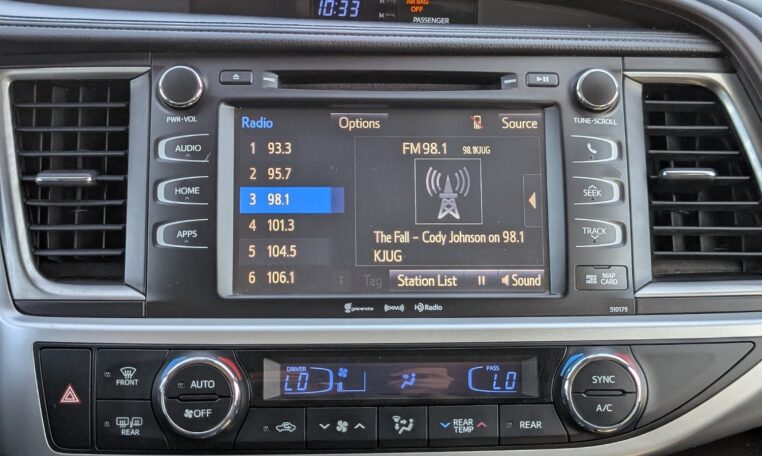 10:33
AIR BAG
OFF
PASSENGER
PWR•VOL
TUNE•SCROLL
AUDIO
HOME
APPS
Radio
Options
Source
1 93.3
2 95.7
3 98.1
4 101.3
5 104.5
6 106.1
FM 98.1 98.1KJUG
The Fall – Cody Johnson on 98.1
KJUG
Tag
Station List
Sound
SEEK
TRACK
MAP
CARD
gracenote
(((XM)))
HD Radio
510179
FRONT
REAR
AUTO
OFF
DRIVER
LO
PASS
LO
REAR
TEMP
REAR
SYNC
A/C